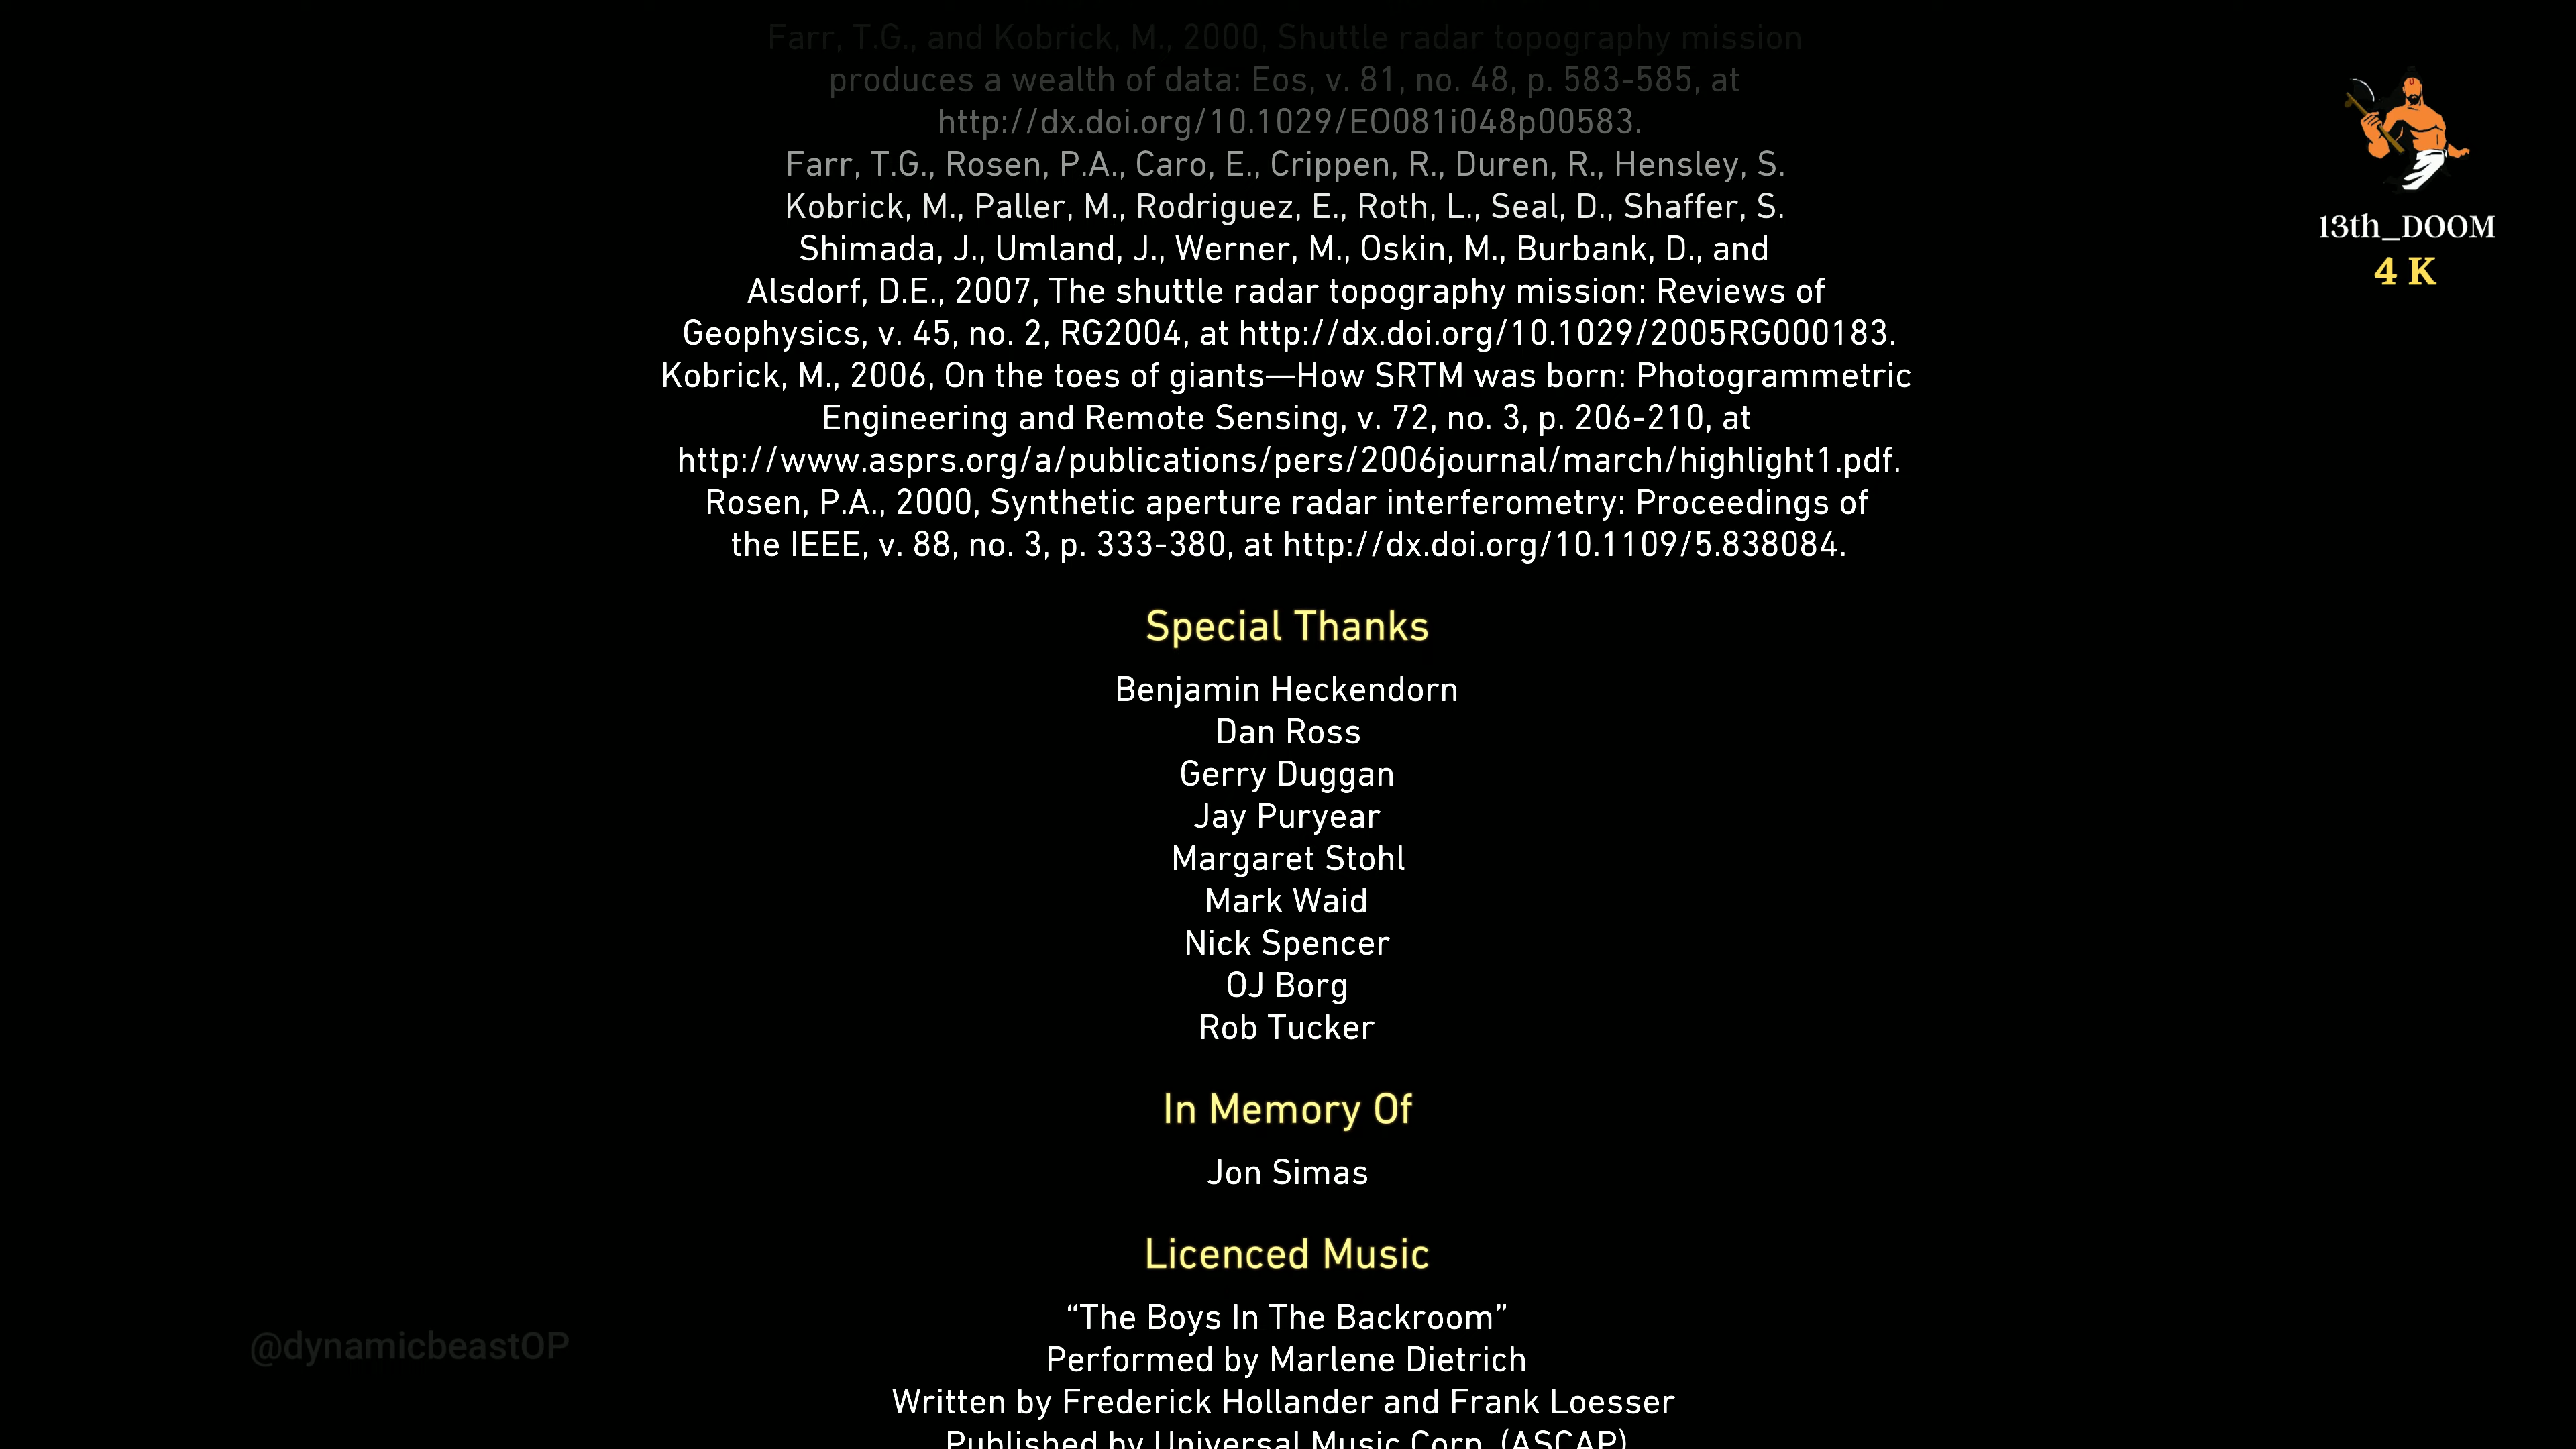 Farr, T.G., and Kobrick, M., 2000, Shuttle radar topography mission
produces a wealth of data: Eos, v. 81, no. 48, p. 583-585, at
http://dx.doi.org/10.1029/EO081i048p00583.
Farr, T.G., Rosen, P.A., Caro, E., Crippen, R., Duren, R., Hensley, S.
Kobrick, M., Paller, M., Rodriguez, E., Roth, L., Seal, D., Shaffer, S.
Shimada, J., Umland, J., Werner, M., Oskin, M., Burbank, D., and
Alsdorf, D.E., 2007, The shuttle radar topography mission: Reviews of
Geophysics, v. 45, no. 2, RG2004, at http://dx.doi.org/10.1029/2005RG000183.
Kobrick, M., 2006, On the toes of giants—How SRTM was born: Photogrammetric
Engineering and Remote Sensing, v. 72, no. 3, p. 206-210, at
http://www.asprs.org/a/publications/pers/2006journal/march/highlight1.pdf.
Rosen, P.A., 2000, Synthetic aperture radar interferometry: Proceedings of
the IEEE, v. 88, no. 3, p. 333-380, at http://dx.doi.org/10.1109/5.838084.
Special Thanks
Benjamin Heckendorn
Dan Ross
Gerry Duggan
Jay Puryear
Margaret Stohl
Mark Waid
Nick Spencer
OJ Borg
Rob Tucker
In Memory Of
Jon Simas
Licenced Music
“The Boys In The Backroom”
Performed by Marlene Dietrich
Written by Frederick Hollander and Frank Loesser
Published by Universal Music Corp. (ASCAP)
13th_DOOM
4 K
@dynamicbeastOP